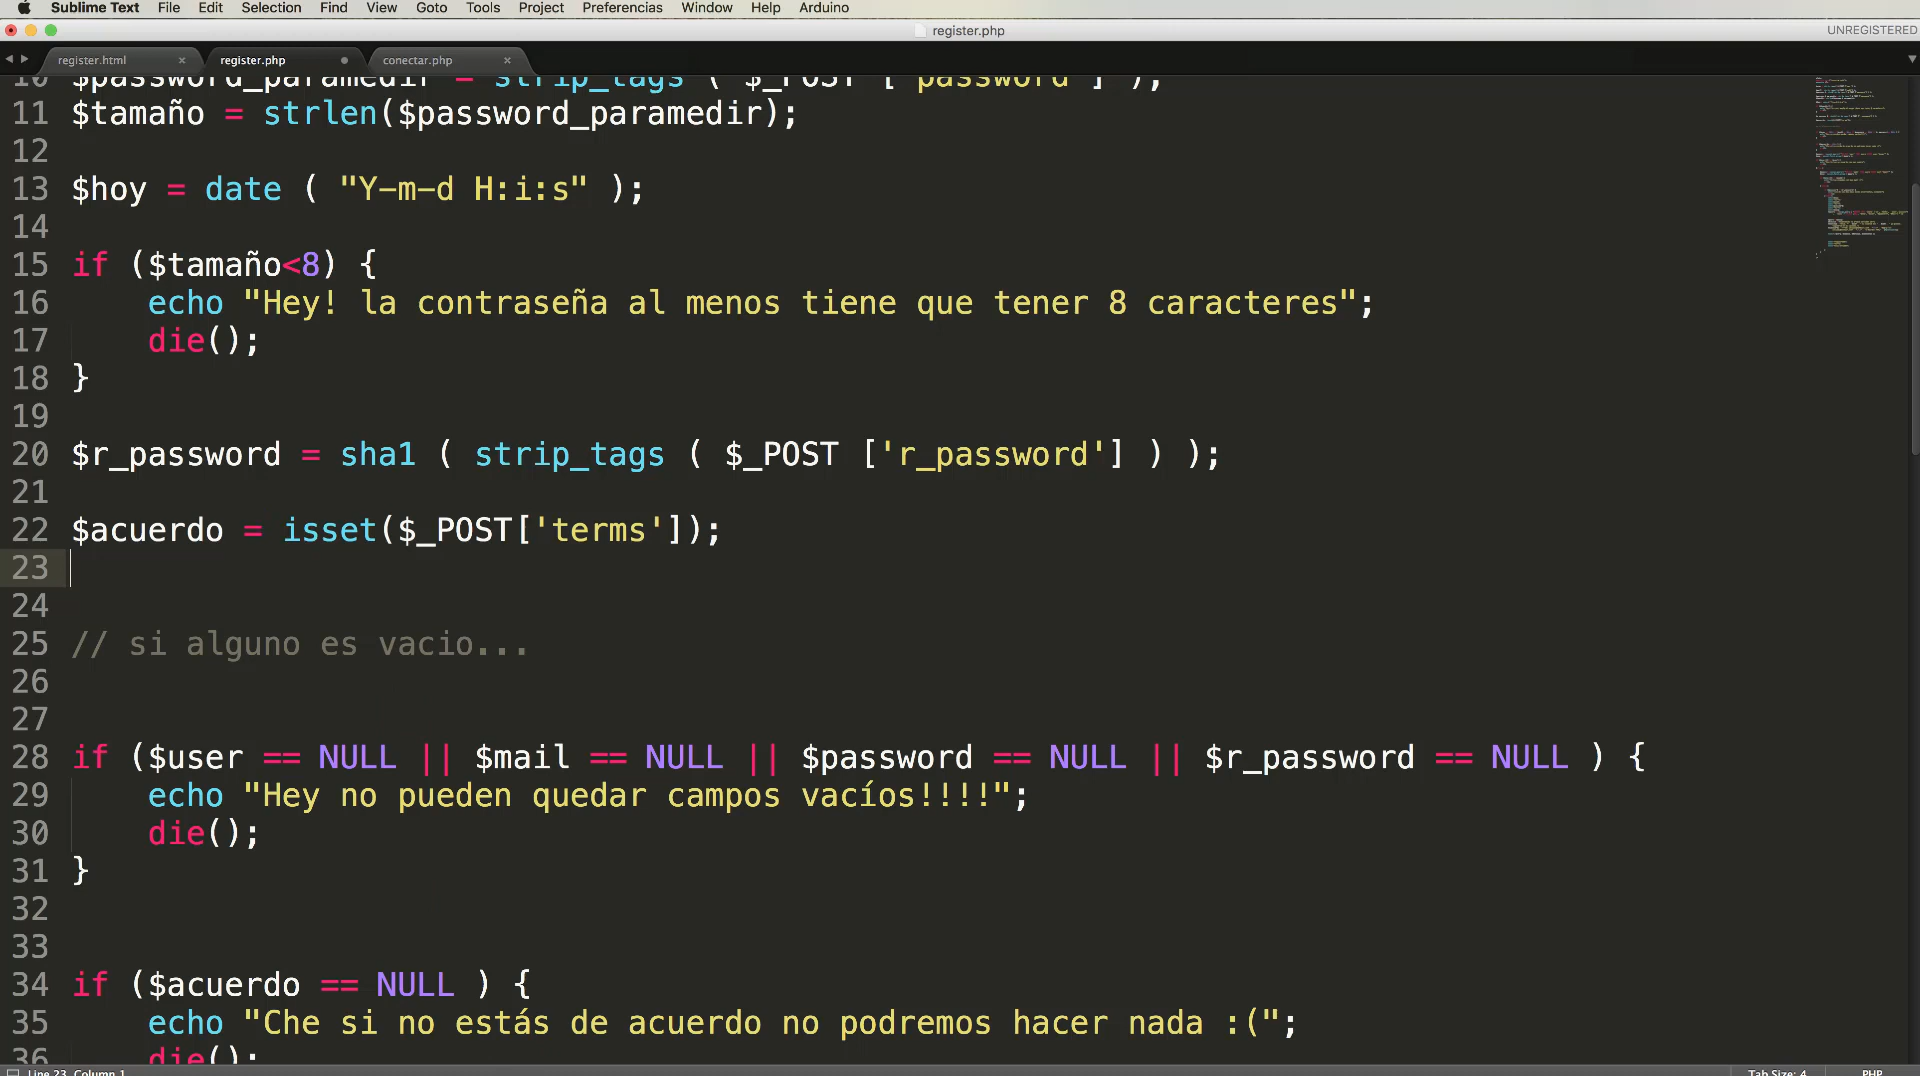 Sublime Text File Edit Selection Find View Goto Tools Project Preferencias Window Help Arduino
register.php UNREGISTERED
register.html register.php conectar.php
10 $password_paramedir = strip_tags ( $_POST ['password'] );
11 $tamaño = strlen($password_paramedir);
12
13 $hoy = date ( "Y-m-d H:i:s" );
14
15 if ($tamaño<8) {
16 echo "Hey! la contraseña al menos tiene que tener 8 caracteres";
17 die();
18 }
19
20 $r_password = sha1 ( strip_tags ( $_POST ['r_password'] ) );
21
22 $acuerdo = isset($_POST['terms']);
23
24
25 // si alguno es vacio...
26
27
28 if ($user == NULL || $mail == NULL || $password == NULL || $r_password == NULL ) {
29 echo "Hey no pueden quedar campos vacíos!!!!";
30 die();
31 }
32
33
34 if ($acuerdo == NULL ) {
35 echo "Che si no estás de acuerdo no podremos hacer nada :(";
36 die();
Line 23, Column 1 Tab Size: 4 PHP